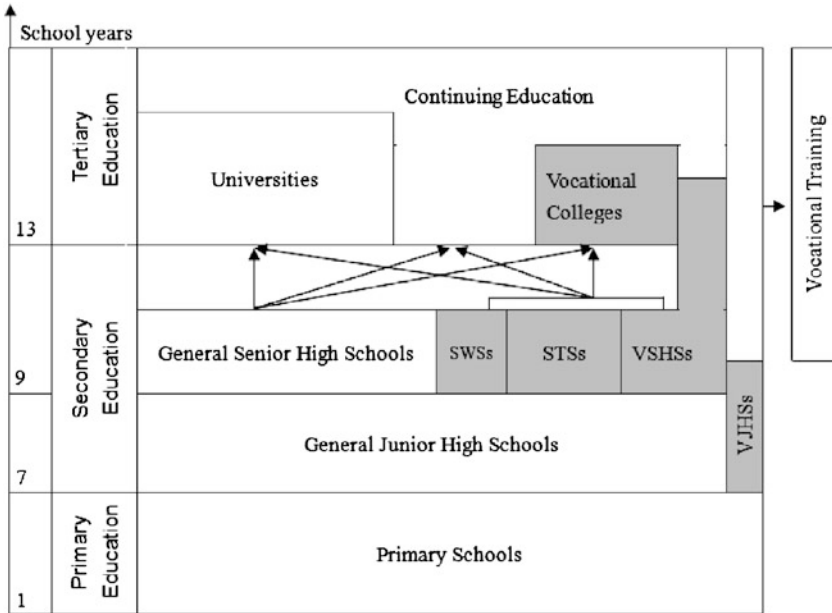 School years
Tertiary
Education
Continuing Education
Universities
Vocational
Colleges
13
Vocational Training
General Senior High Schools
SWSs
STSs
VSHSs
9
Secondary
Education
General Junior High Schools
VJHSs
7
Primary
Education
Primary Schools
1